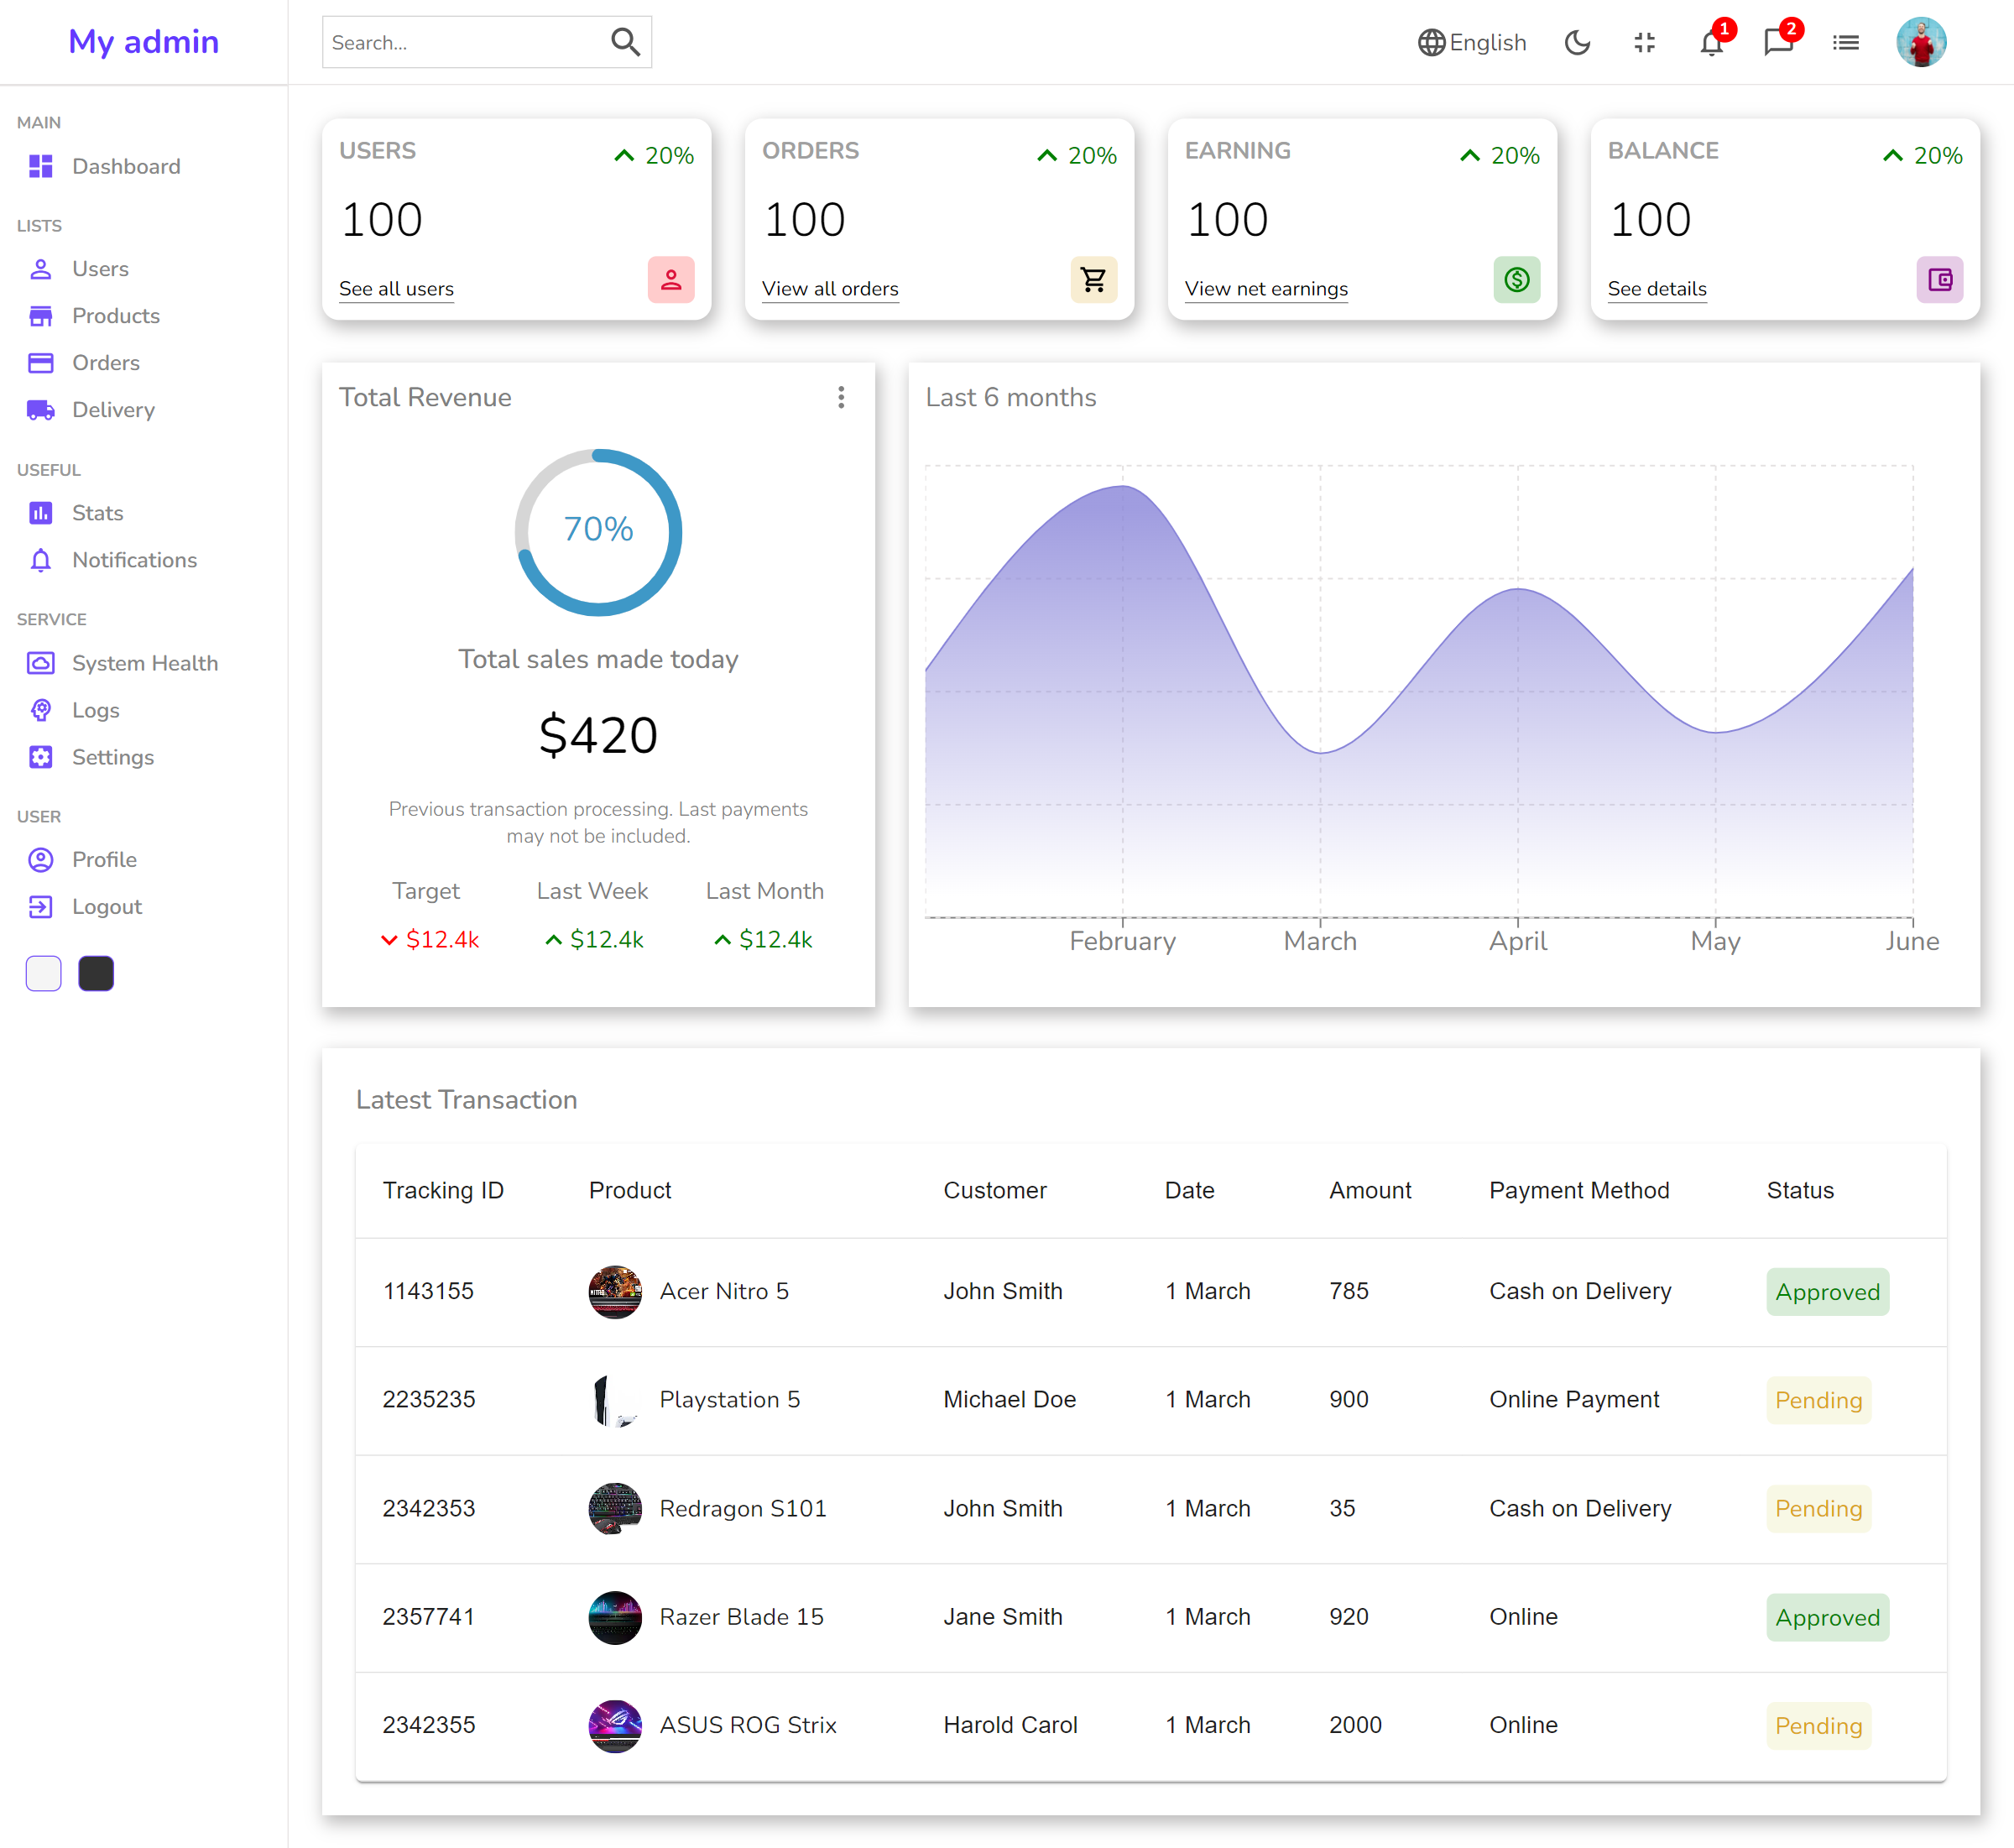 My admin
Search...
English
1
2
MAIN
Dashboard
LISTS
Users
Products
Orders
Delivery
USEFUL
Stats
Notifications
SERVICE
System Health
Logs
Settings
USER
Profile
Logout
USERS
20%
100
See all users
ORDERS
20%
100
View all orders
EARNING
20%
100
View net earnings
BALANCE
20%
100
See details
Total Revenue
70%
Total sales made today
$420
Previous transaction processing. Last payments
may not be included.
Target Last Week Last Month
$12.4k $12.4k $12.4k
Last 6 months
February March April May June
Latest Transaction
Tracking ID Product Customer Date Amount Payment Method Status
1143155 Acer Nitro 5 John Smith 1 March 785 Cash on Delivery Approved
2235235 Playstation 5 Michael Doe 1 March 900 Online Payment Pending
2342353 Redragon S101 John Smith 1 March 35 Cash on Delivery Pending
2357741 Razer Blade 15 Jane Smith 1 March 920 Online Approved
2342355 ASUS ROG Strix Harold Carol 1 March 2000 Online Pending